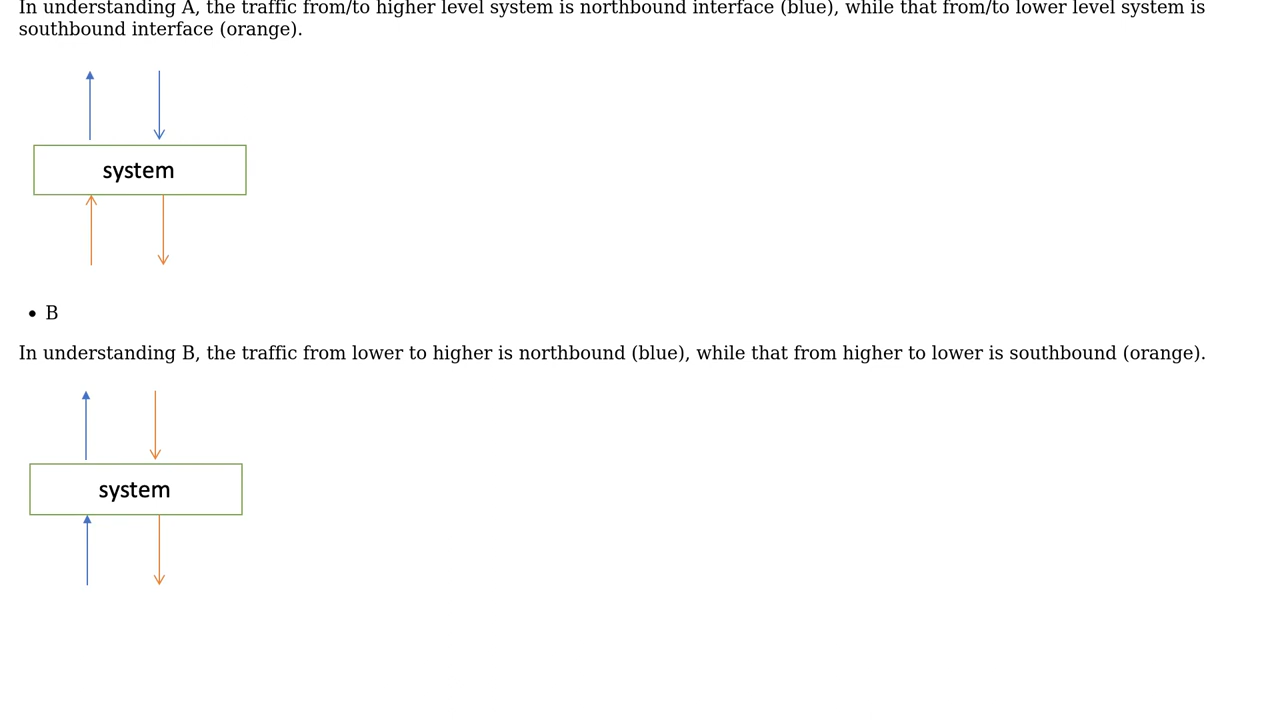 In understanding A, the traffic from/to higher level system is northbound interface (blue), while that from/to lower level system is
southbound interface (orange).
system
• B
In understanding B, the traffic from lower to higher is northbound (blue), while that from higher to lower is southbound (orange).
system